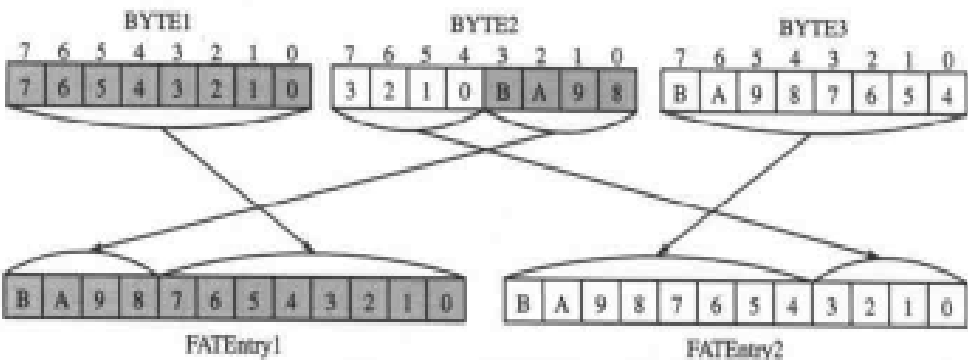 BYTE1 BYTE2 BYTE3
7 6 5 4 3 2 1 0 7 6 5 4 3 2 1 0 7 6 5 4 3 2 1 0
7 6 5 4 3 2 1 0 3 2 1 0 B A 9 8 B A 9 8 7 6 5 4
B A 9 8 7 6 5 4 3 2 1 0 B A 9 8 7 6 5 4 3 2 1 0
FATEntry1 FATEntry2